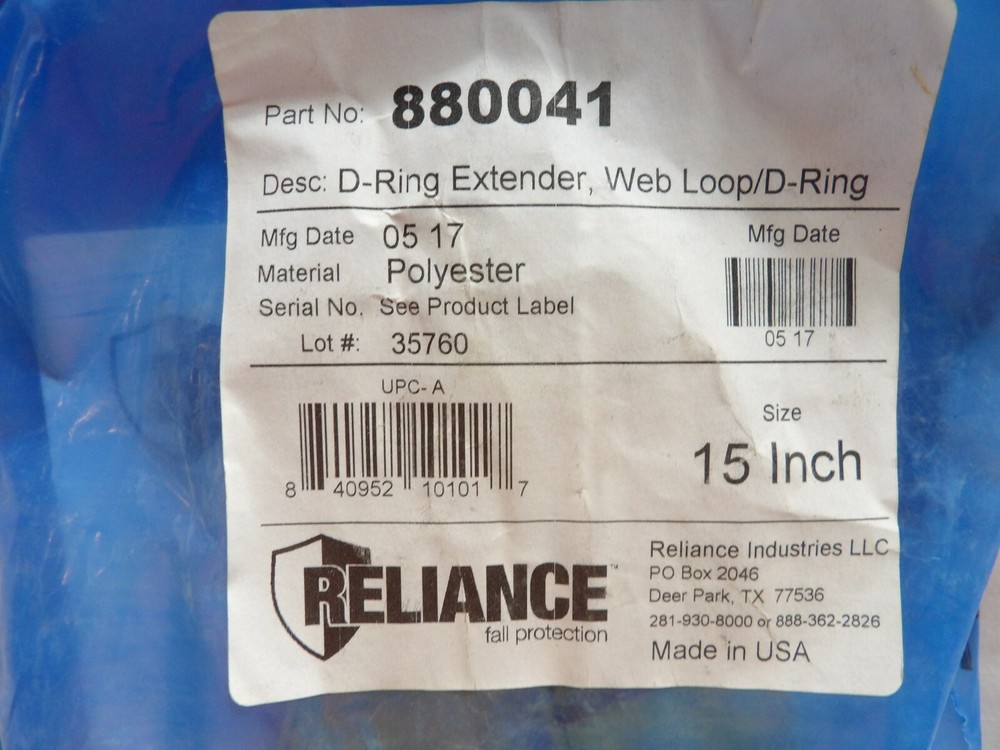 Part No: 880041
Desc: D-Ring Extender, Web Loop/D-Ring
Mfg Date 05 17
Material Polyester
Serial No. See Product Label
Lot #: 35760
Mfg Date
05 17
UPC- A
8 40952 10101 7
Size
15 Inch
RELIANCE™
fall protection
Reliance Industries LLC
PO Box 2046
Deer Park, TX 77536
281-930-8000 or 888-362-2826
Made in USA